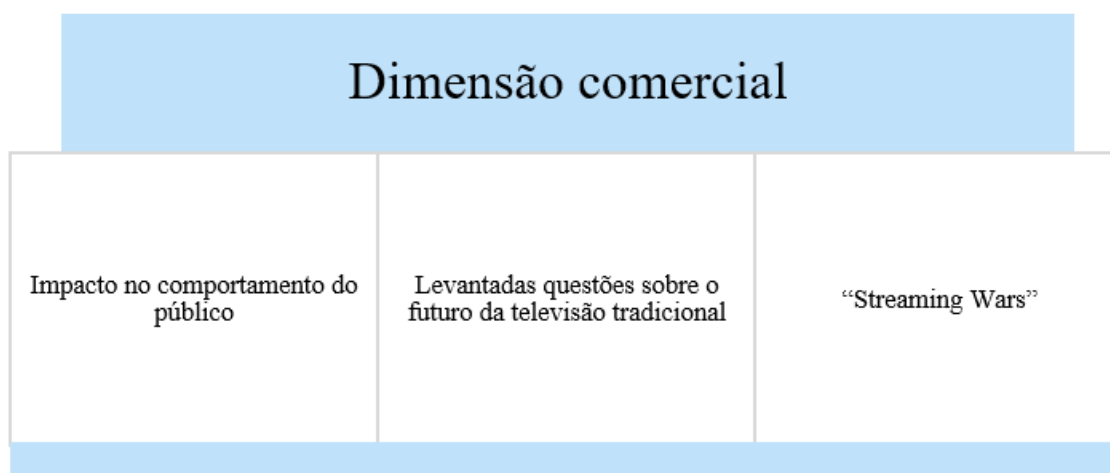 Dimensão comercial
Impacto no comportamento do
público
Levantadas questões sobre o
futuro da televisão tradicional
“Streaming Wars”